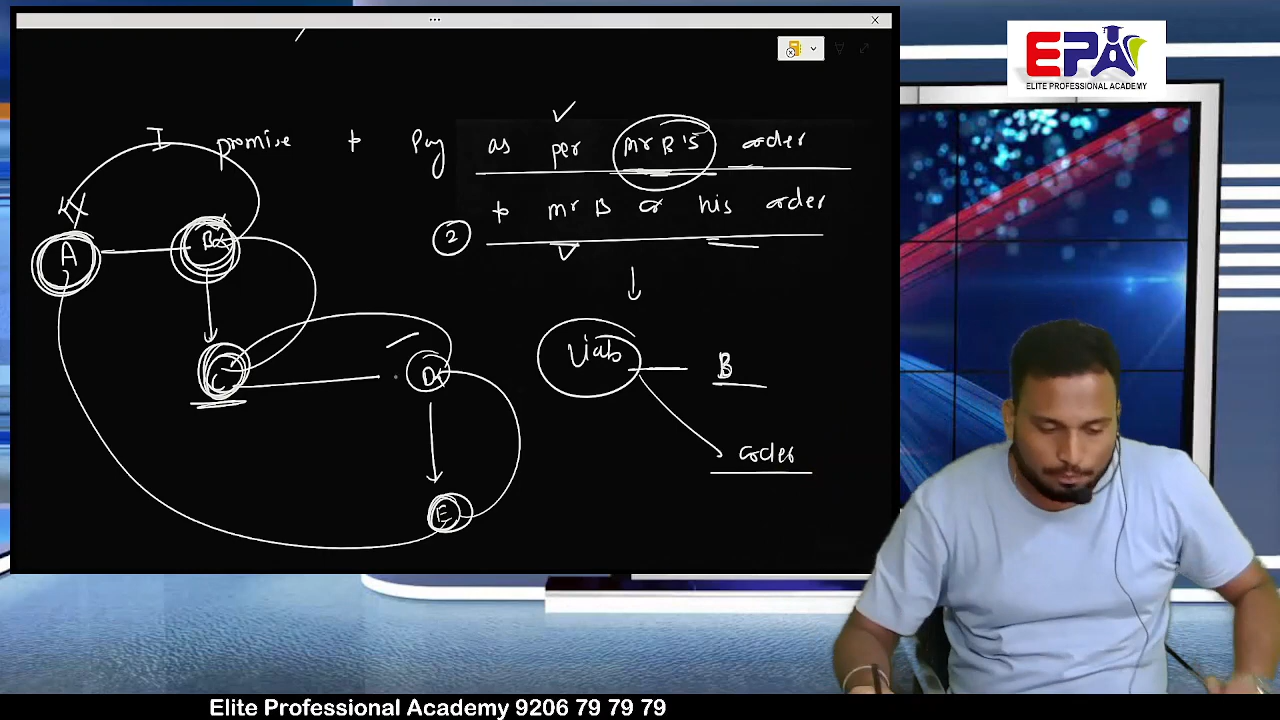 EPA
ELITE PROFESSIONAL ACADEMY
I promise to Pay as per Mr B's order
to Mr B or his order
2
A
B
C
D
E
Liab
B
order
Elite Professional Academy 9206 79 79 79